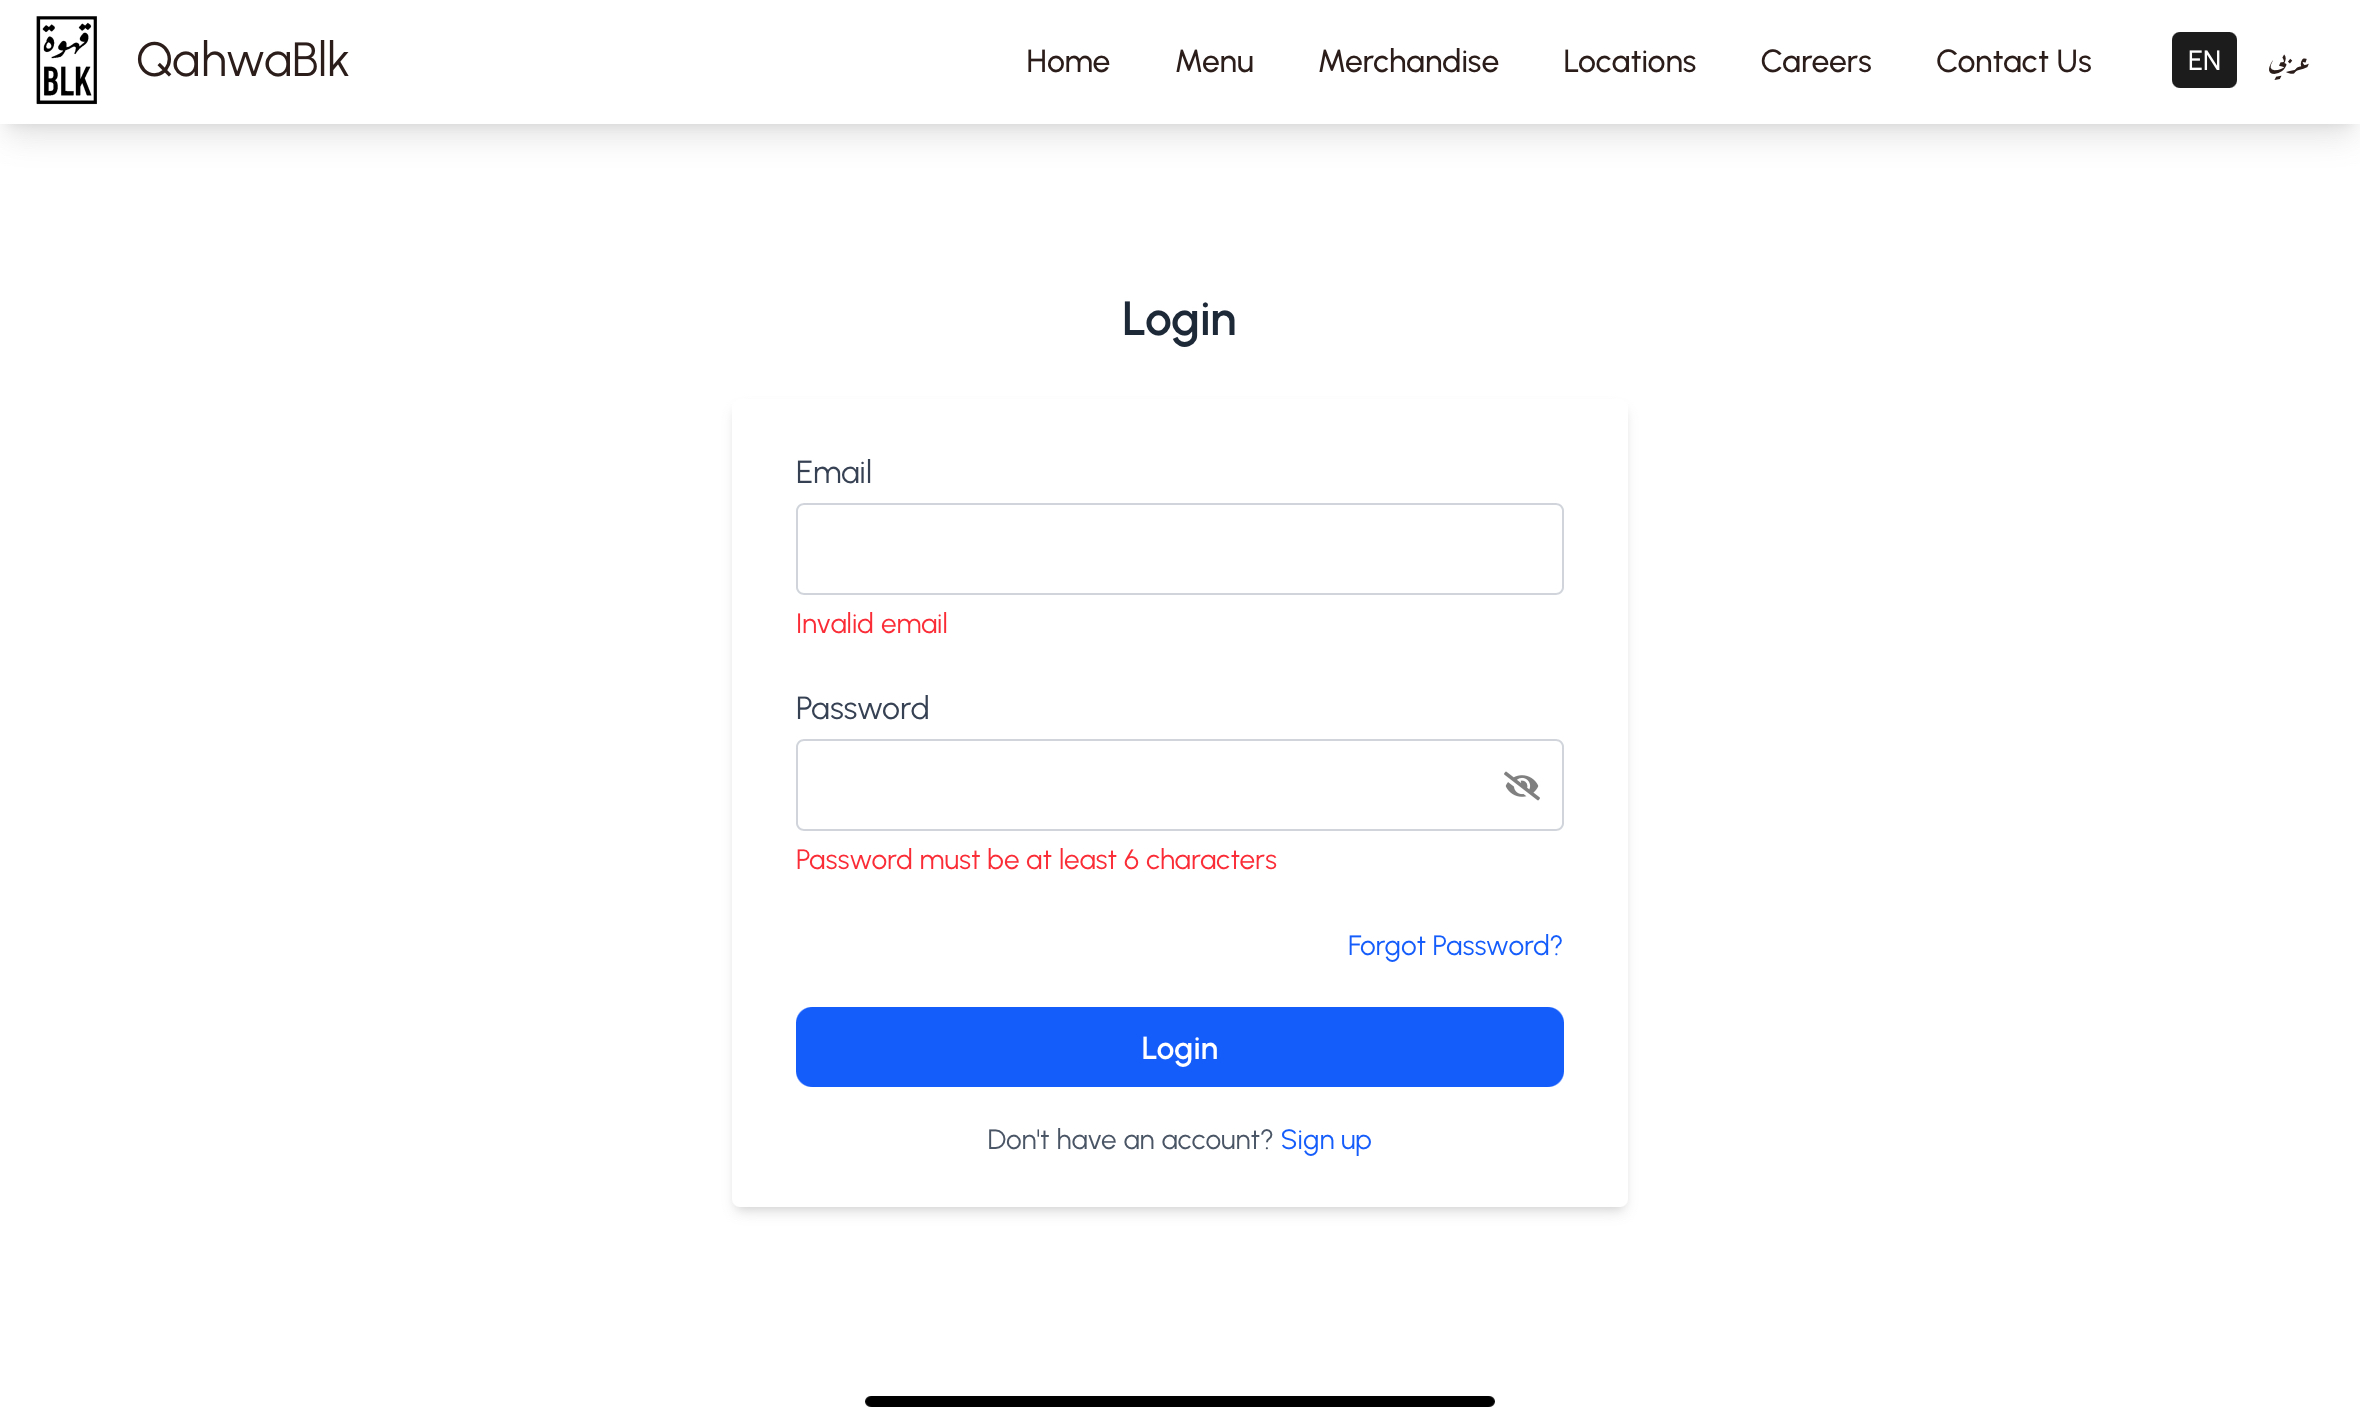 قهوة
BLK
QahwaBlk
Home Menu Merchandise Locations Careers Contact Us EN عربي
Login
Email
Invalid email
Password
Password must be at least 6 characters
Forgot Password?
Login
Don't have an account? Sign up